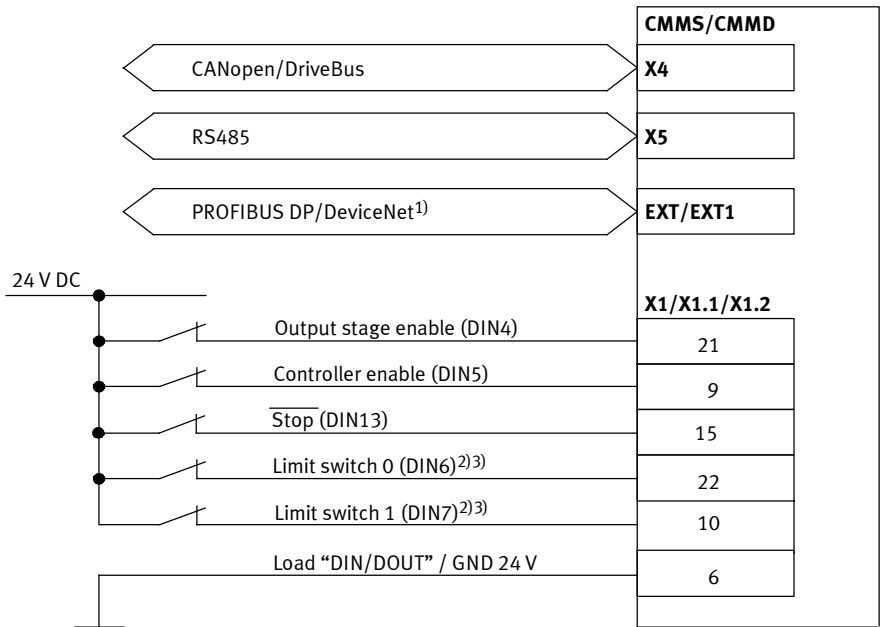 CMMS/CMMD
CANopen/DriveBus
X4
RS485
X5
PROFIBUS DP/DeviceNet1)
EXT/EXT1
24 V DC
X1/X1.1/X1.2
Output stage enable (DIN4)
21
Controller enable (DIN5)
9
Stop (DIN13)
15
Limit switch 0 (DIN6)2)3)
22
Limit switch 1 (DIN7)2)3)
10
Load “DIN/DOUT” / GND 24 V
6